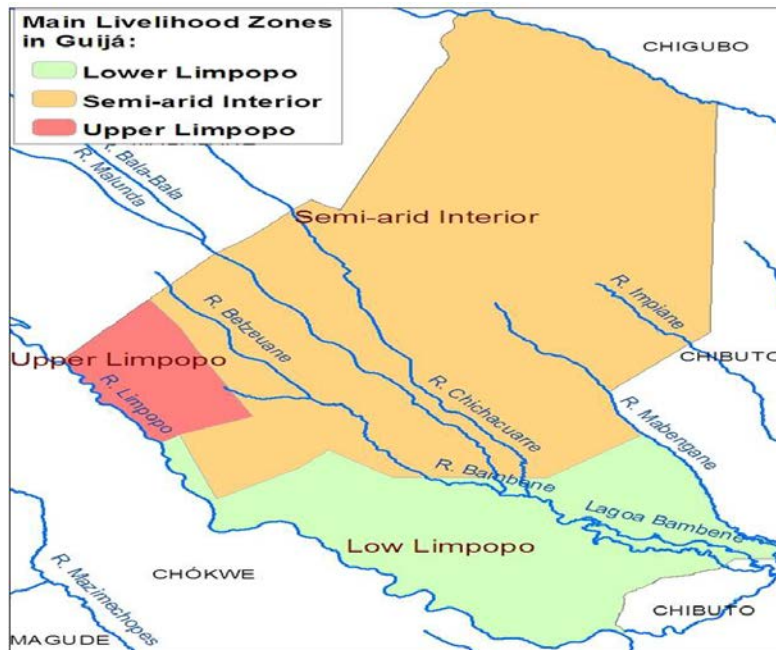 Main Livelihood Zones
in Guijá:
Lower Limpopo
Semi-arid Interior
Upper Limpopo
CHIGUBO
R. Bala-Bala
R. Malunda
Semi-arid Interior
R. Impiane
R. Betzeuane
Upper Limpopo
CHIBUTO
R. Limpopo
R. Chichacuarre
R. Mabengane
R. Bambene
Lagoa Bambene
Low Limpopo
CHÓKWE
R. Mazimechopes
CHIBUTO
MAGUDE